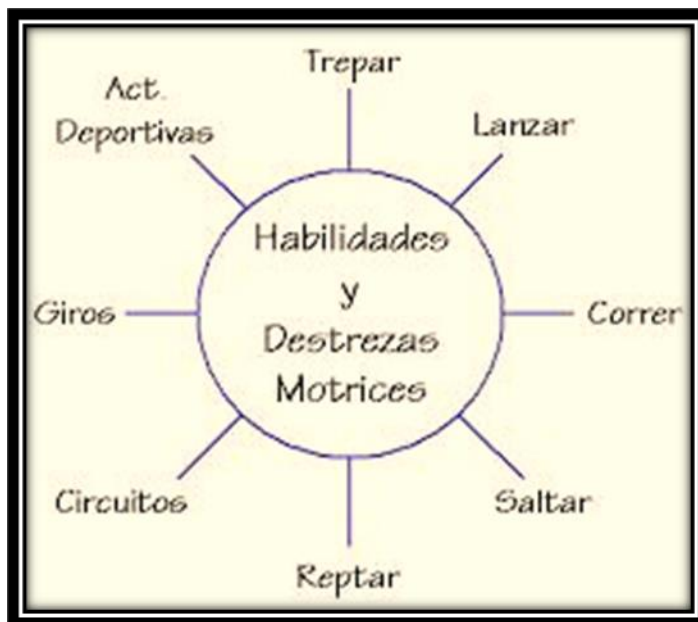 Trepar
Act.
Deportivas
Lanzar
Habilidades
y
Destrezas
Motrices
Giros
Correr
Circuitos
Saltar
Reptar